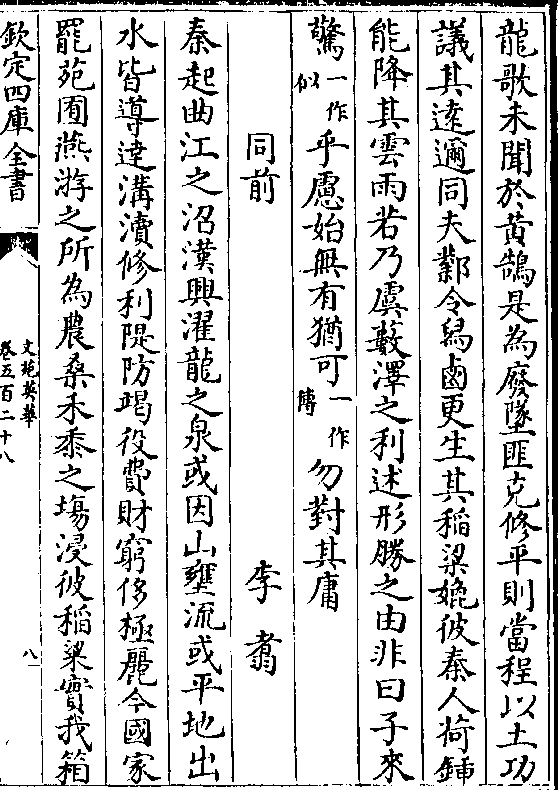 龍歌未聞於黃鵠是為廢墜匪克修平則當程以土功
議其逺邇同夫鄴令舄鹵更生其稲粱娩彼秦人荷鍤
能降其雲雨若乃虞藪澤之利述形勝之由非曰子來
驚一作似乎慮始無有猶可一作傳勿對其庸
同前 李翥
秦起曲江之沼漢興濯龍之泉或因山壅流或平地出
水皆導達溝瀆修利隄防竭役費財窮侈極麗今國家
罷苑囿燕游之所為農桑禾黍之塲浸彼稲粱實我箱
欽定四庫全書
文苑英華
卷五百二十八
八